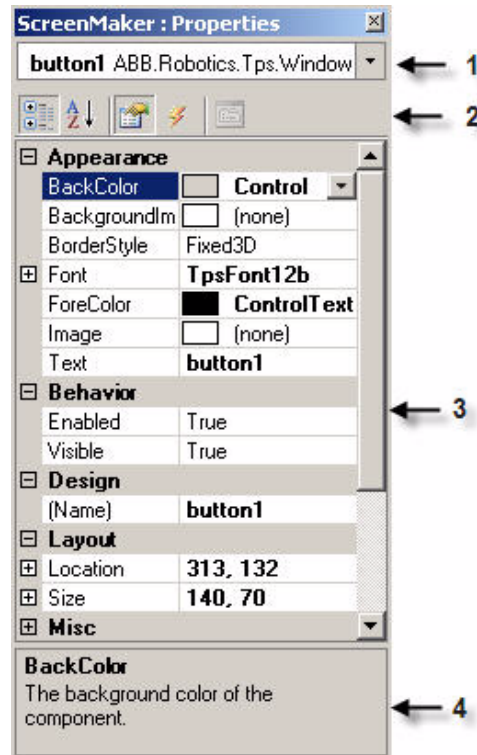 ScreenMaker : Properties
button1 ABB.Robotics.Tps.Window
1
A Z
2
Appearance
BackColor Control
BackgroundIm (none)
BorderStyle Fixed3D
Font TpsFont12b
ForeColor ControlText
Image (none)
Text button1
Behavior
3
Enabled True
Visible True
Design
(Name) button1
Layout
Location 313, 132
Size 140, 70
Misc
BackColor
The background color of the
component.
4